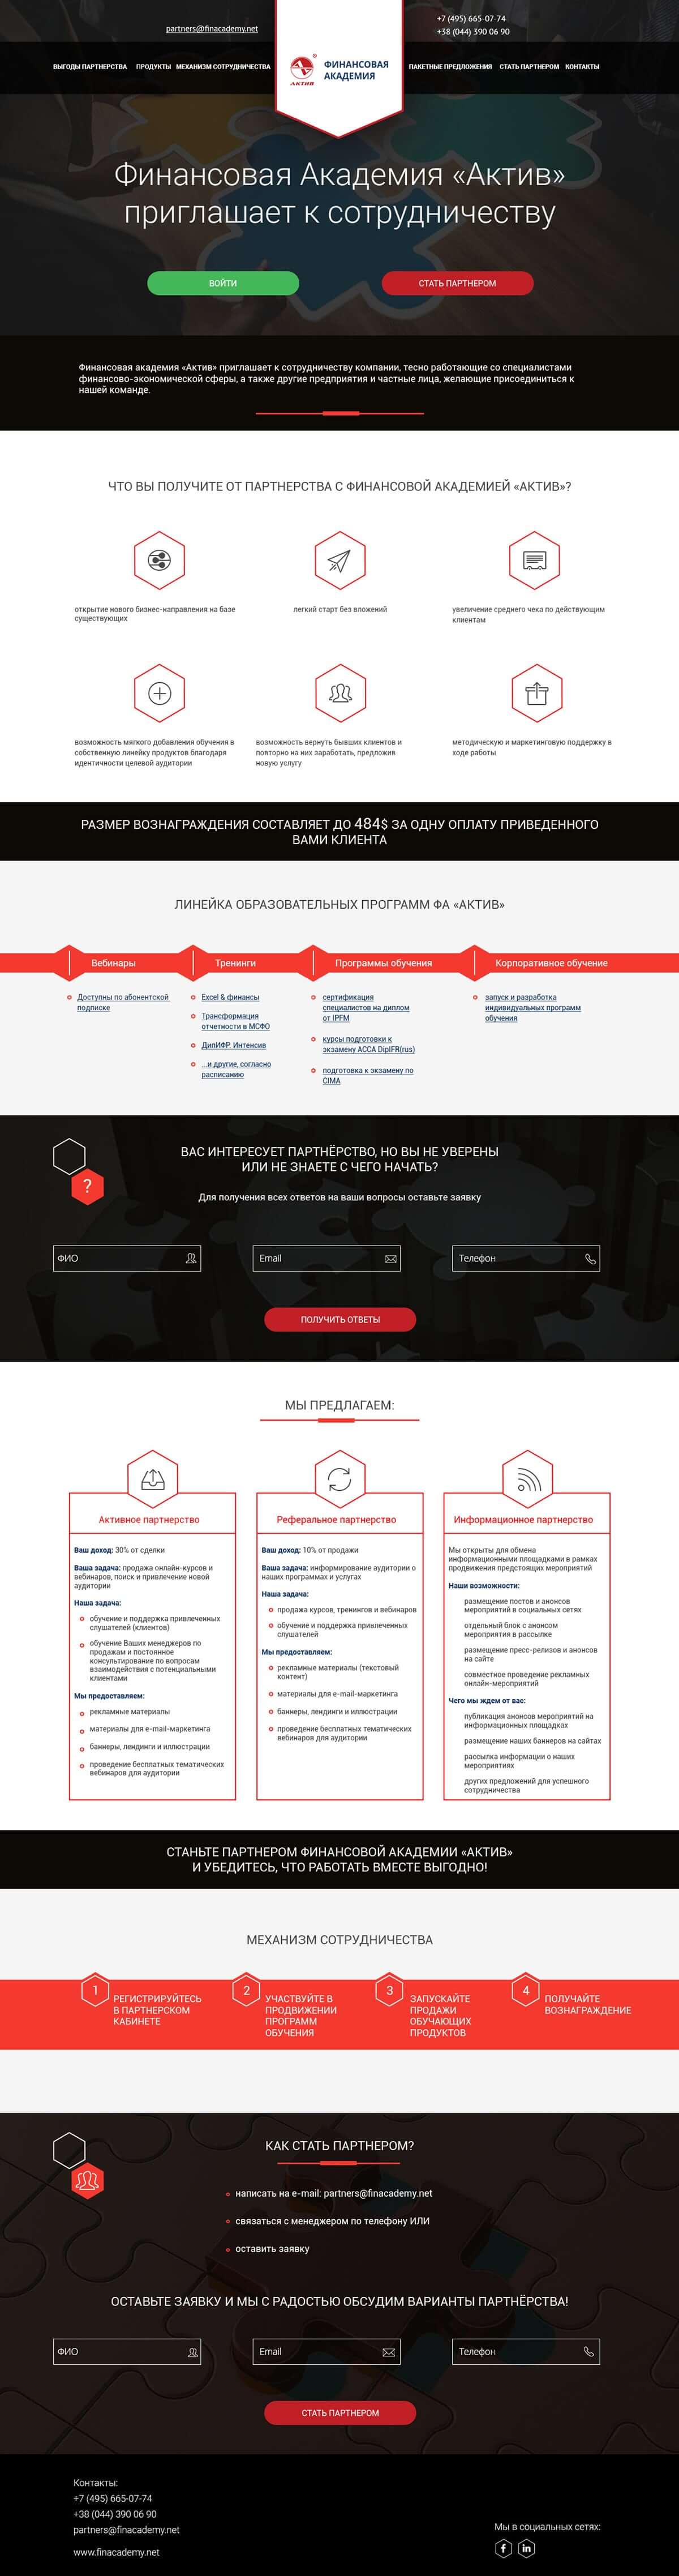 partners@finacademy.net
+7 (495) 665-07-74
+38 (044) 390 06 90
ВЫГОДЫ ПАРТНЕРСТВА ПРОДУКТЫ МЕХАНИЗМ СОТРУДНИЧЕСТВА
АКТИВ
ФИНАНСОВАЯ
АКАДЕМИЯ
ПАКЕТНЫЕ ПРЕДЛОЖЕНИЯ СТАТЬ ПАРТНЕРОМ КОНТАКТЫ
Финансовая Академия «Актив»
приглашает к сотрудничеству
ВОЙТИ
СТАТЬ ПАРТНЕРОМ
Финансовая академия «Актив» приглашает к сотрудничеству компании, тесно работающие со специалистами
финансово-экономической сферы, а также другие предприятия и частные лица, желающие присоединиться к
нашей команде.
ЧТО ВЫ ПОЛУЧИТЕ ОТ ПАРТНЕРСТВА С ФИНАНСОВОЙ АКАДЕМИЕЙ «АКТИВ»?
открытие нового бизнес-направления на базе
существующих
легкий старт без вложений
увеличение среднего чека по действующим
клиентам
возможность мягкого добавления обучения в
собственную линейку продуктов благодаря
идентичности целевой аудитории
возможность вернуть бывших клиентов и
повторно на них заработать, предложив
новую услугу
методическую и маркетинговую поддержку в
ходе работы
РАЗМЕР ВОЗНАГРАЖДЕНИЯ СОСТАВЛЯЕТ ДО 484$ ЗА ОДНУ ОПЛАТУ ПРИВЕДЕННОГО
ВАМИ КЛИЕНТА
ЛИНЕЙКА ОБРАЗОВАТЕЛЬНЫХ ПРОГРАММ ФА «АКТИВ»
Вебинары
Тренинги
Программы обучения
Корпоративное обучение
Доступны по абонентской
подписке
Excel & финансы
Трансформация
отчетности в МСФО
ДипИФР. Интенсив
...и другие, согласно
расписанию
сертификация
специалистов на диплом
от IPFM
курсы подготовки к
экзамену ACCA DipIFR(rus)
подготовка к экзамену по
CIMA
запуск и разработка
индивидуальных программ
обучения
ВАС ИНТЕРЕСУЕТ ПАРТНЁРСТВО, НО ВЫ НЕ УВЕРЕНЫ
ИЛИ НЕ ЗНАЕТЕ С ЧЕГО НАЧАТЬ?
?
Для получения всех ответов на ваши вопросы оставьте заявку
ФИО
Email
Телефон
ПОЛУЧИТЬ ОТВЕТЫ
МЫ ПРЕДЛАГАЕМ:
Активное партнерство
Ваш доход: 30% от сделки
Ваша задача: продажа онлайн-курсов и
вебинаров, поиск и привлечение новой
аудитории
Наша задача:
обучение и поддержка привлеченных
слушателей (клиентов)
обучение Ваших менеджеров по
продажам и постоянное
консультирование по вопросам
взаимодействия с потенциальными
клиентами
Мы предоставляем:
рекламные материалы
материалы для e-mail-маркетинга
баннеры, лендинги и иллюстрации
проведение бесплатных тематических
вебинаров для аудитории
Реферальное партнерство
Ваш доход: 10% от продажи
Ваша задача: информирование аудитории о
наших программах и услугах
Наша задача:
продажа курсов, тренингов и вебинаров
обучение и поддержка привлеченных
слушателей
Мы предоставляем:
рекламные материалы (текстовый
контент)
материалы для e-mail-маркетинга
баннеры, лендинги и иллюстрации
проведение бесплатных тематических
вебинаров для аудитории
Информационное партнерство
Мы открыты для обмена
информационными площадками в рамках
продвижения предстоящих мероприятий
Наши возможности:
размещение постов и анонсов
мероприятий в социальных сетях
отдельный блок с анонсом
мероприятия в рассылке
размещение пресс-релизов и анонсов
на сайте
совместное проведение рекламных
онлайн-мероприятий
Чего мы ждем от вас:
публикация анонсов мероприятий на
информационных площадках
размещение наших баннеров на сайтах
рассылка информации о наших
мероприятиях
других предложений для успешного
сотрудничества
СТАНЬТЕ ПАРТНЕРОМ ФИНАНСОВОЙ АКАДЕМИИ «АКТИВ»
И УБЕДИТЕСЬ, ЧТО РАБОТАТЬ ВМЕСТЕ ВЫГОДНО!
МЕХАНИЗМ СОТРУДНИЧЕСТВА
1
РЕГИСТРИРУЙТЕСЬ
В ПАРТНЕРСКОМ
КАБИНЕТЕ
2
УЧАСТВУЙТЕ В
ПРОДВИЖЕНИИ
ПРОГРАММ
ОБУЧЕНИЯ
3
ЗАПУСКАЙТЕ
ПРОДАЖИ
ОБУЧАЮЩИХ
ПРОДУКТОВ
4
ПОЛУЧАЙТЕ
ВОЗНАГРАЖДЕНИЕ
КАК СТАТЬ ПАРТНЕРОМ?
написать на e-mail: partners@finacademy.net
связаться с менеджером по телефону ИЛИ
оставить заявку
ОСТАВЬТЕ ЗАЯВКУ И МЫ С РАДОСТЬЮ ОБСУДИМ ВАРИАНТЫ ПАРТНЁРСТВА!
ФИО
Email
Телефон
СТАТЬ ПАРТНЕРОМ
Контакты:
+7 (495) 665-07-74
+38 (044) 390 06 90
partners@finacademy.net
www.finacademy.net
Мы в социальных сетях:
f
in